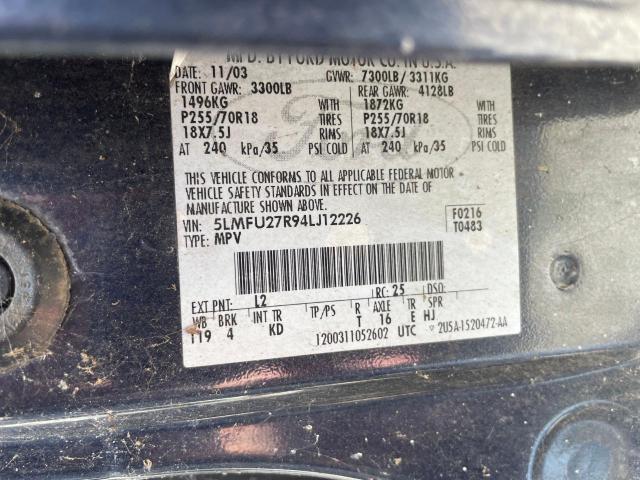 MFD. BY FORD MOTOR CO. IN U.S.A.
DATE: 11/03 GVWR: 7300LB/3311KG
FRONT GAWR: 3300LB REAR GAWR: 4128LB
1496KG WITH 1872KG WITH
P255/70R18 TIRES P255/70R18 TIRES
18X7.5J RIMS 18X7.5J RIMS
AT 240 kPa/35 PSI COLD AT 240 kPa/35 PSI COLD
THIS VEHICLE CONFORMS TO ALL APPLICABLE FEDERAL MOTOR
VEHICLE SAFETY STANDARDS IN EFFECT ON THE DATE OF
MANUFACTURE SHOWN ABOVE.
VIN: 5LMFU27R94LJ12226 F0216
TYPE: MPV T0483
EXT PNT: L2 RC: 25 DSO:
WB BRK INT TR TP/PS R AXLE TR SPR
119 4 KD T 16 E HJ
1200311052602 UTC 2U5A-1520472-AA
Ford